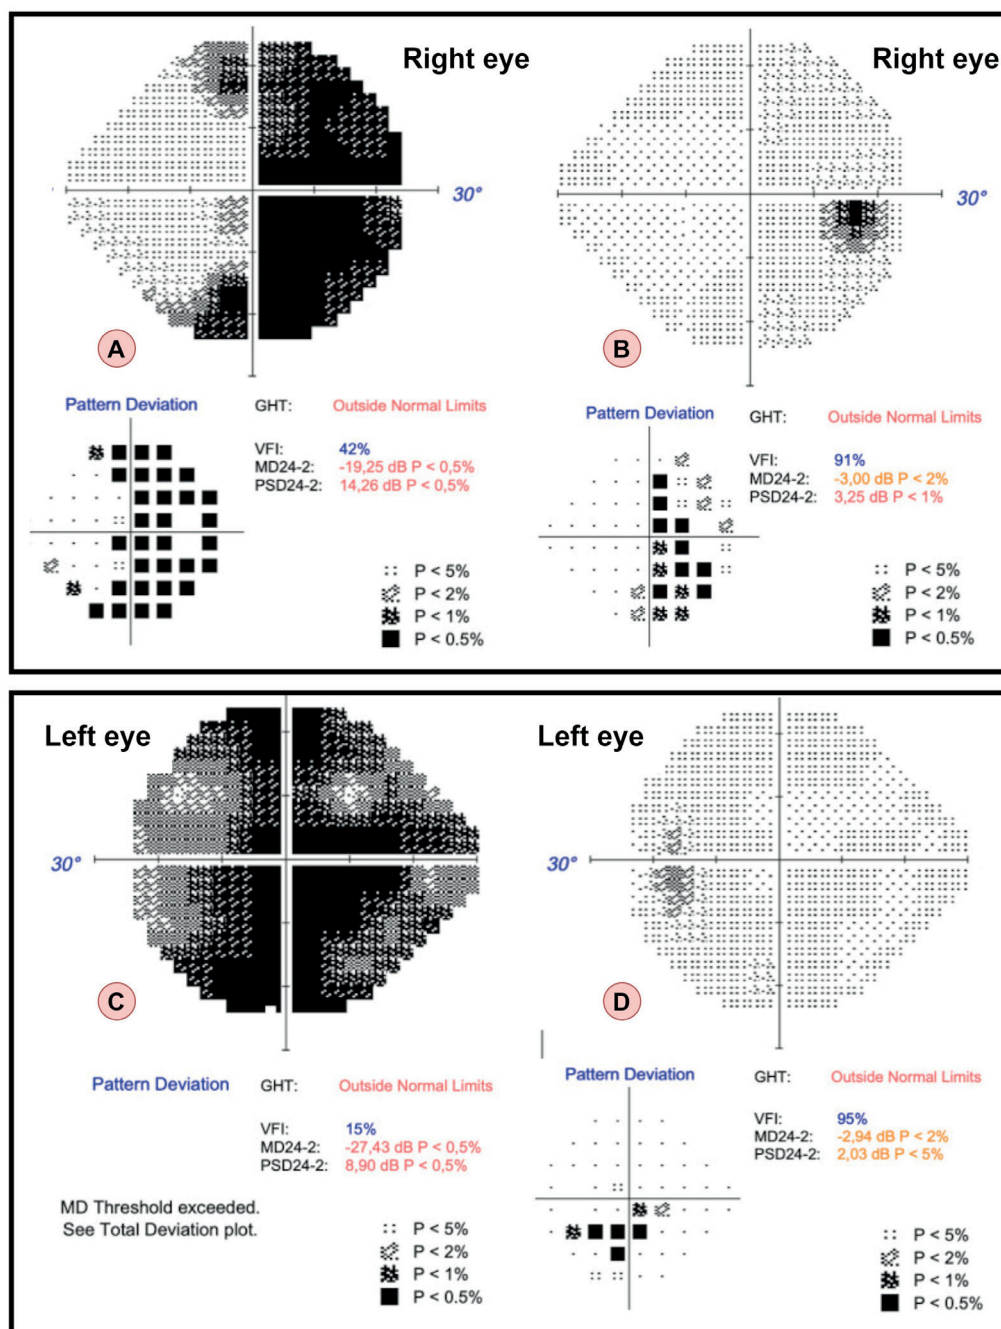 Right eye
30°
A
Pattern Deviation
GHT: Outside Normal Limits
VFI: 42%
MD24-2: -19,25 dB P < 0,5%
PSD24-2: 14,26 dB P < 0,5%
:: P < 5%
P < 2%
P < 1%
P < 0.5%
Right eye
30°
B
Pattern Deviation
GHT: Outside Normal Limits
VFI: 91%
MD24-2: -3,00 dB P < 2%
PSD24-2: 3,25 dB P < 1%
:: P < 5%
P < 2%
P < 1%
P < 0.5%
Left eye
30°
C
Pattern Deviation
GHT: Outside Normal Limits
VFI: 15%
MD24-2: -27,43 dB P < 0,5%
PSD24-2: 8,90 dB P < 0,5%
MD Threshold exceeded.
See Total Deviation plot.
:: P < 5%
P < 2%
P < 1%
P < 0.5%
Left eye
30°
D
Pattern Deviation
GHT: Outside Normal Limits
VFI: 95%
MD24-2: -2,94 dB P < 2%
PSD24-2: 2,03 dB P < 5%
:: P < 5%
P < 2%
P < 1%
P < 0.5%